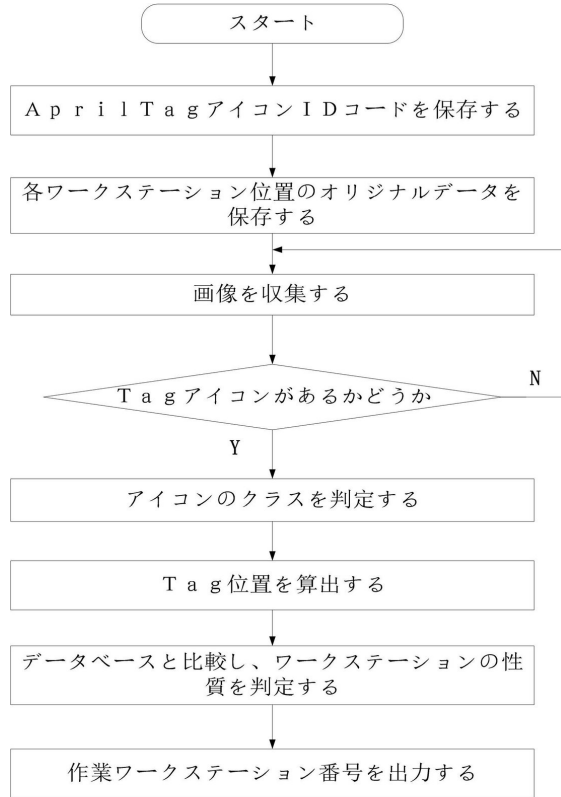 スタート
AprilTagアイコンIDコードを保存する
各ワークステーション位置のオリジナルデータを
保存する
画像を収集する
Tagアイコンがあるかどうか
N
Y
アイコンのクラスを判定する
Tag位置を算出する
データベースと比較し、ワークステーションの性
質を判定する
作業ワークステーション番号を出力する